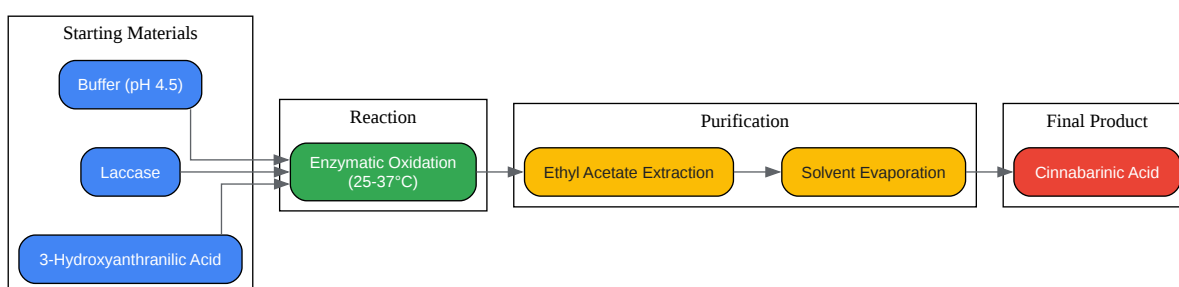 Starting Materials
Buffer (pH 4.5)
Laccase
3-Hydroxyanthranilic Acid
Reaction
Enzymatic Oxidation
(25-37°C)
Purification
Ethyl Acetate Extraction
Solvent Evaporation
Final Product
Cinnabarinic Acid